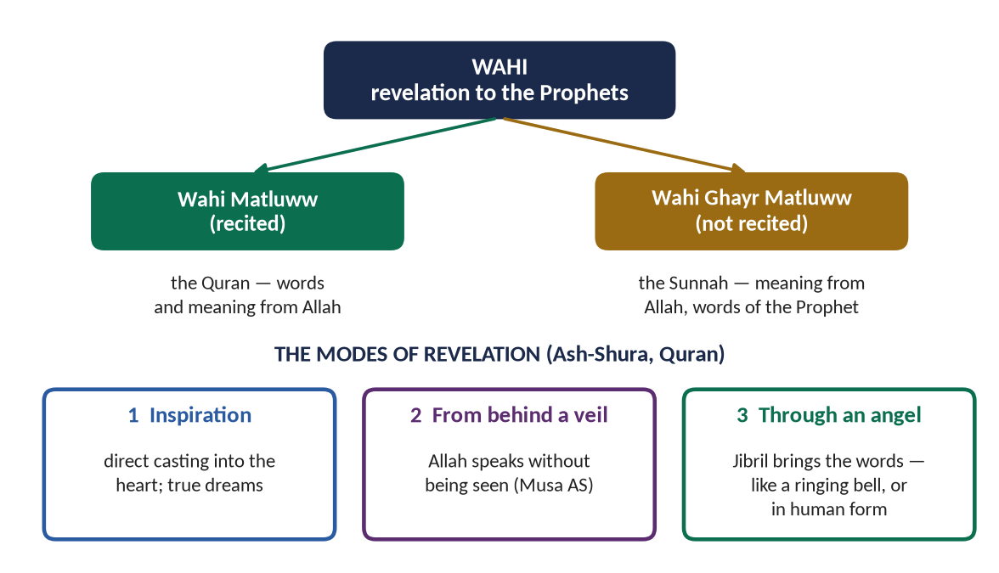 WAHI
revelation to the Prophets
Wahi Matluww
(recited)
Wahi Ghayr Matluww
(not recited)
the Quran — words
and meaning from Allah
the Sunnah — meaning from
Allah, words of the Prophet
THE MODES OF REVELATION (Ash-Shura, Quran)
1 Inspiration
direct casting into the
heart; true dreams
2 From behind a veil
Allah speaks without
being seen (Musa AS)
3 Through an angel
Jibril brings the words —
like a ringing bell, or
in human form